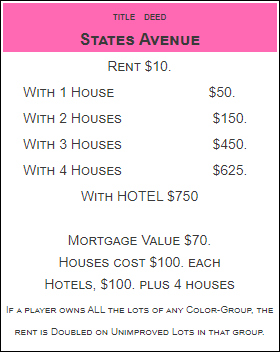 TITLE DEED
STATES AVENUE
RENT $10.
WITH 1 HOUSE $50.
WITH 2 HOUSES $150.
WITH 3 HOUSES $450.
WITH 4 HOUSES $625.
WITH HOTEL $750
MORTGAGE VALUE $70.
HOUSES COST $100. EACH
HOTELS, $100. PLUS 4 HOUSES
IF A PLAYER OWNS ALL THE LOTS OF ANY COLOR-GROUP, THE
RENT IS DOUBLED ON UNIMPROVED LOTS IN THAT GROUP.